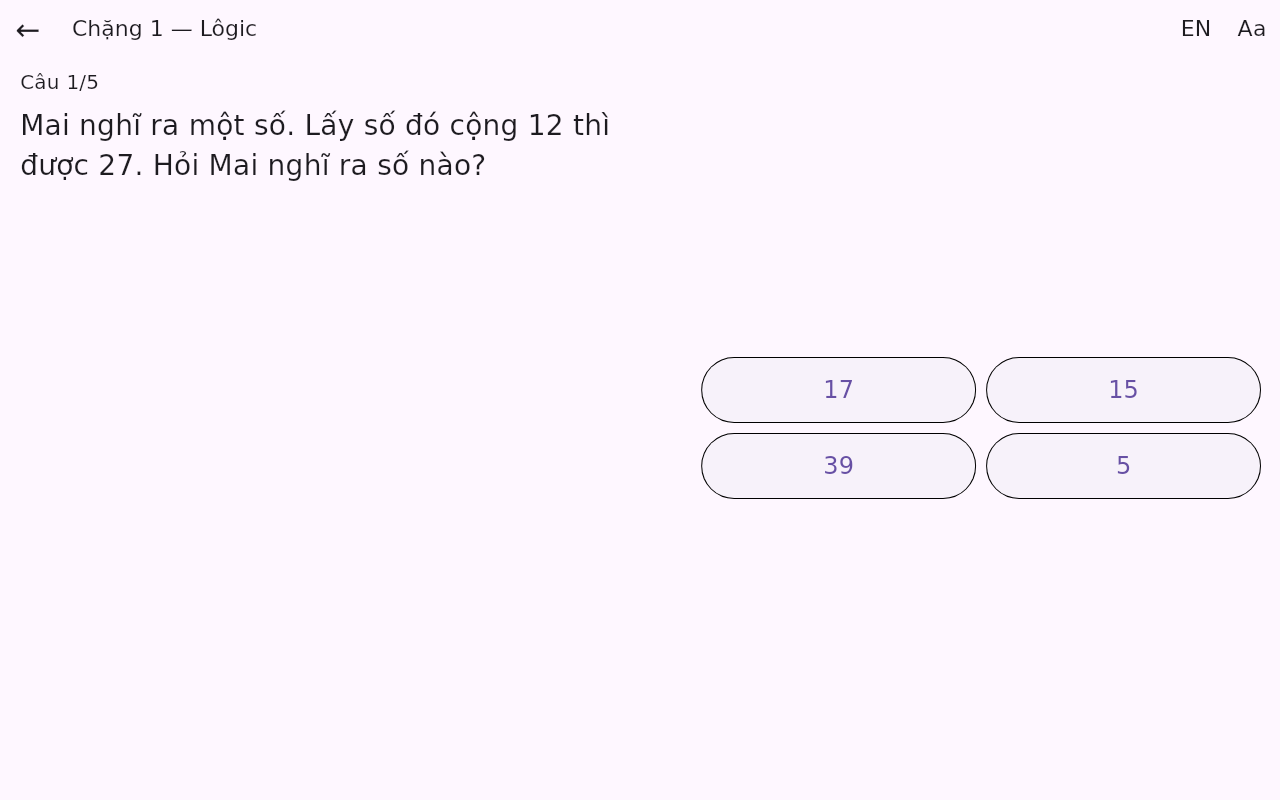 ← Chặng 1 — Lôgic EN Aa
Câu 1/5
Mai nghĩ ra một số. Lấy số đó cộng 12 thì
được 27. Hỏi Mai nghĩ ra số nào?
17 15
39 5